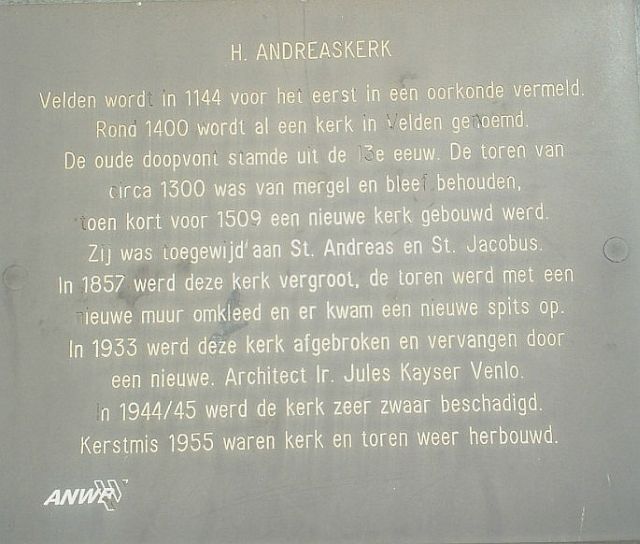 H. ANDREASKERK
Velden wordt in 1144 voor het eerst in een oorkonde vermeld.
Rond 1400 wordt al een kerk in Velden genoemd.
De oude doopvont stamde uit de 13e eeuw. De toren van
circa 1300 was van mergel en bleef behouden,
toen kort voor 1509 een nieuwe kerk gebouwd werd.
Zij was toegewijd aan St. Andreas en St. Jacobus.
In 1857 werd deze kerk vergroot, de toren werd met een
nieuwe muur omkleed en er kwam een nieuwe spits op.
In 1933 werd deze kerk afgebroken en vervangen door
een nieuwe. Architect Ir. Jules Kayser Venlo.
In 1944/45 werd de kerk zeer zwaar beschadigd.
Kerstmis 1955 waren kerk en toren weer herbouwd.
ANWB